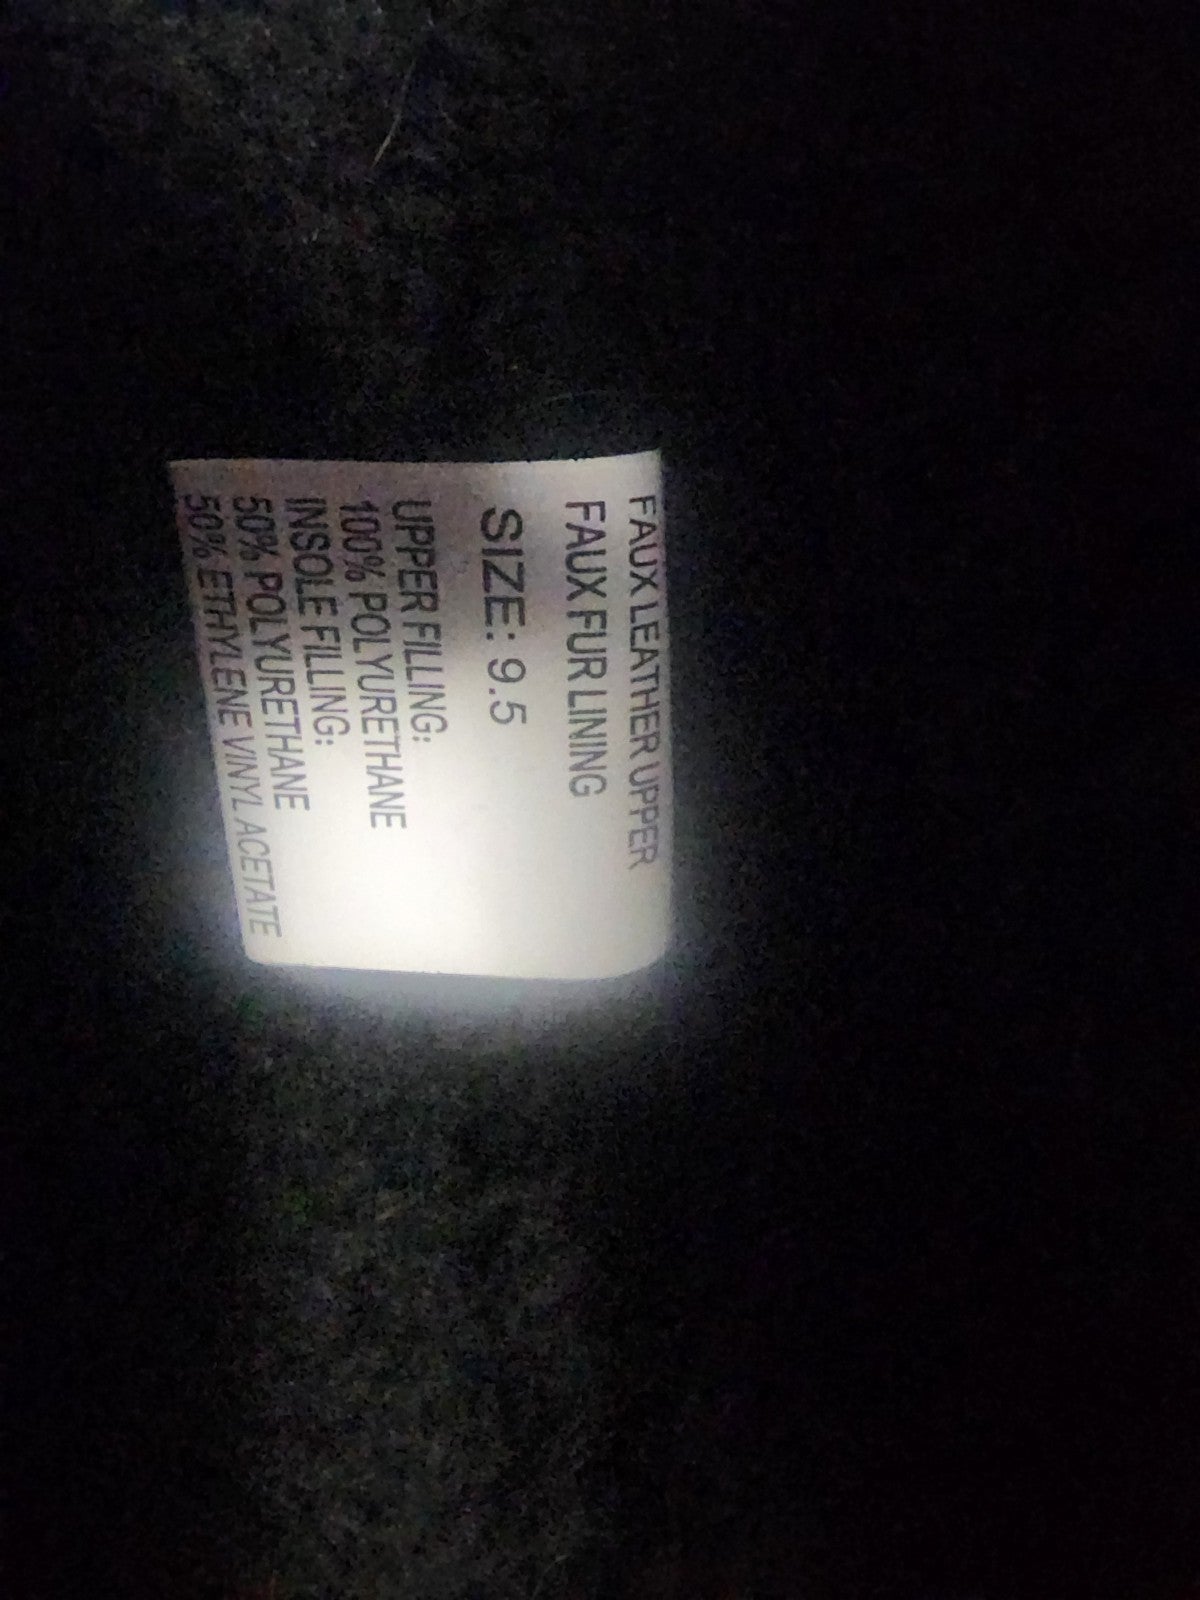 FAUX LEATHER UPPER
FAUX FUR LINING
SIZE: 9.5
UPPER FILLING:
100% POLYURETHANE
INSOLE FILLING:
50% POLYURETHANE
50% ETHYLENE VINYL ACETATE